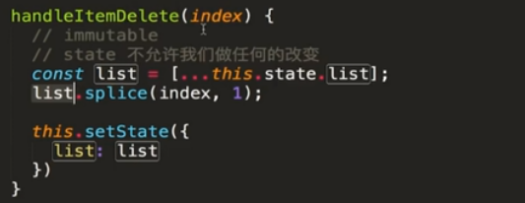 handleItemDelete(index) {
// immutable
// state 不允许我们做任何的改变
const list = [...this.state.list];
list.splice(index, 1);
this.setState({
list: list
})
}